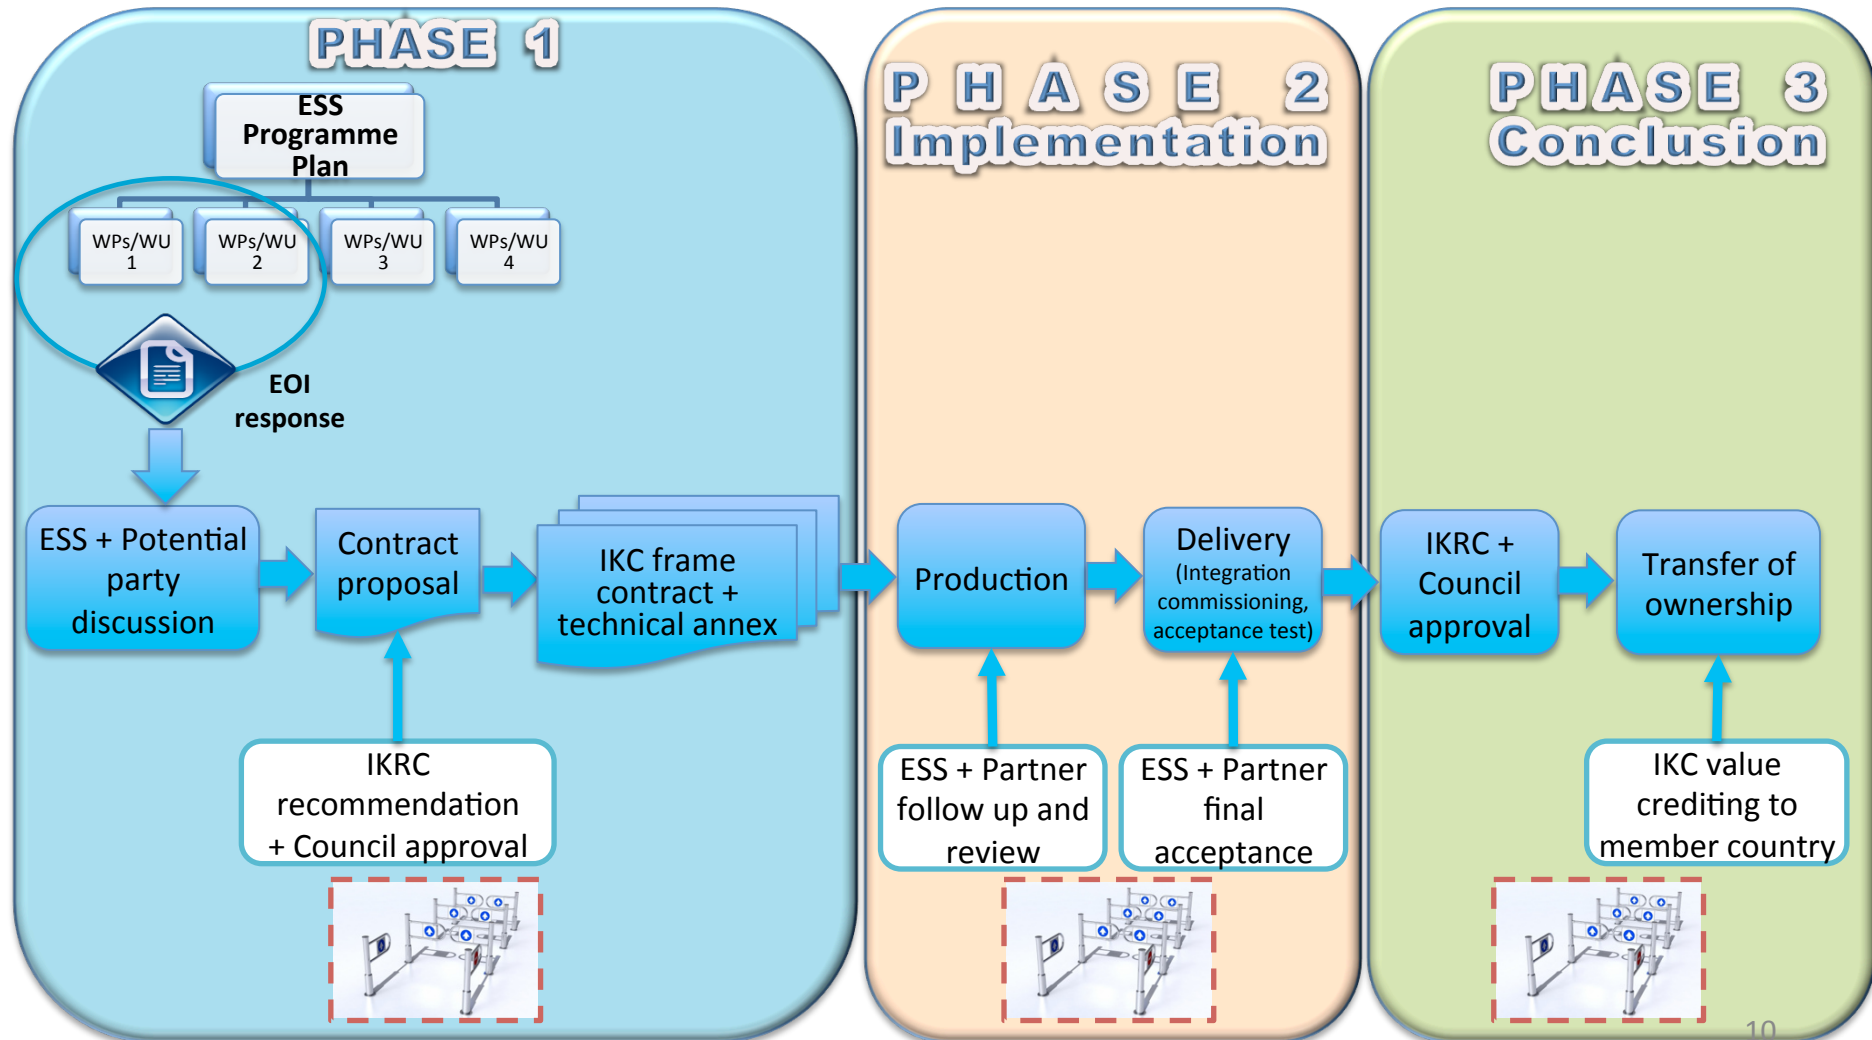 PHASE 1
ESS
Programme
Plan
WPs/WU
1
WPs/WU
2
WPs/WU
3
WPs/WU
4
EOI
response
ESS + Potential
party
discussion
Contract
proposal
IKC frame
contract +
technical annex
IKRC
recommendation
+ Council approval
PHASE 2
Implementation
Production
Delivery
(Integration
commissioning,
acceptance test)
ESS + Partner
follow up and
review
ESS + Partner
final
acceptance
PHASE 3
Conclusion
IKRC +
Council
approval
Transfer of
ownership
IKC value
crediting to
member country
10